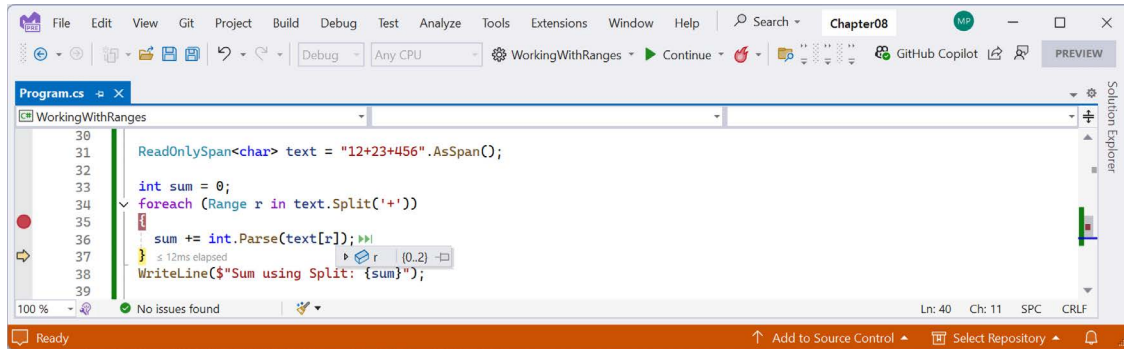 File Edit View Git Project Build Debug Test Analyze Tools Extensions Window Help Search Chapter08 MP
Debug Any CPU WorkingWithRanges Continue GitHub Copilot PREVIEW
Program.cs
Solution Explorer
C# WorkingWithRanges
30
31 ReadOnlySpan<char> text = "12+23+456".AsSpan();
32
33 int sum = 0;
34 foreach (Range r in text.Split('+'))
35 {
36 sum += int.Parse(text[r]);
37 } ≤ 12ms elapsed r {0..2}
38 WriteLine($"Sum using Split: {sum}");
39
100 % No issues found Ln: 40 Ch: 11 SPC CRLF
Ready Add to Source Control Select Repository